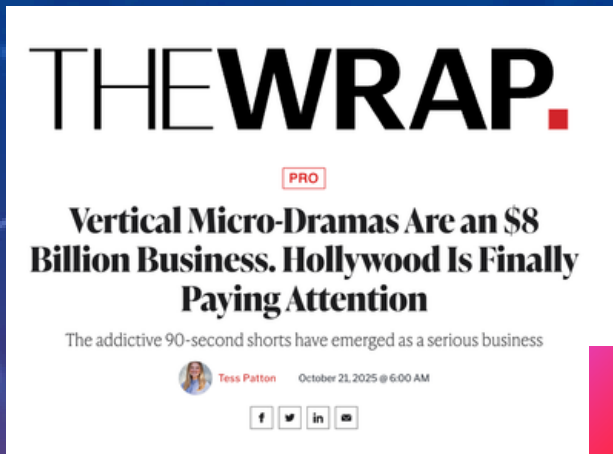 THEWRAP.
PRO
Vertical Micro-Dramas Are an $8
Billion Business. Hollywood Is Finally
Paying Attention
The addictive 90-second shorts have emerged as a serious business
Tess Patton October 21, 2025 @ 6:00 AM
f in